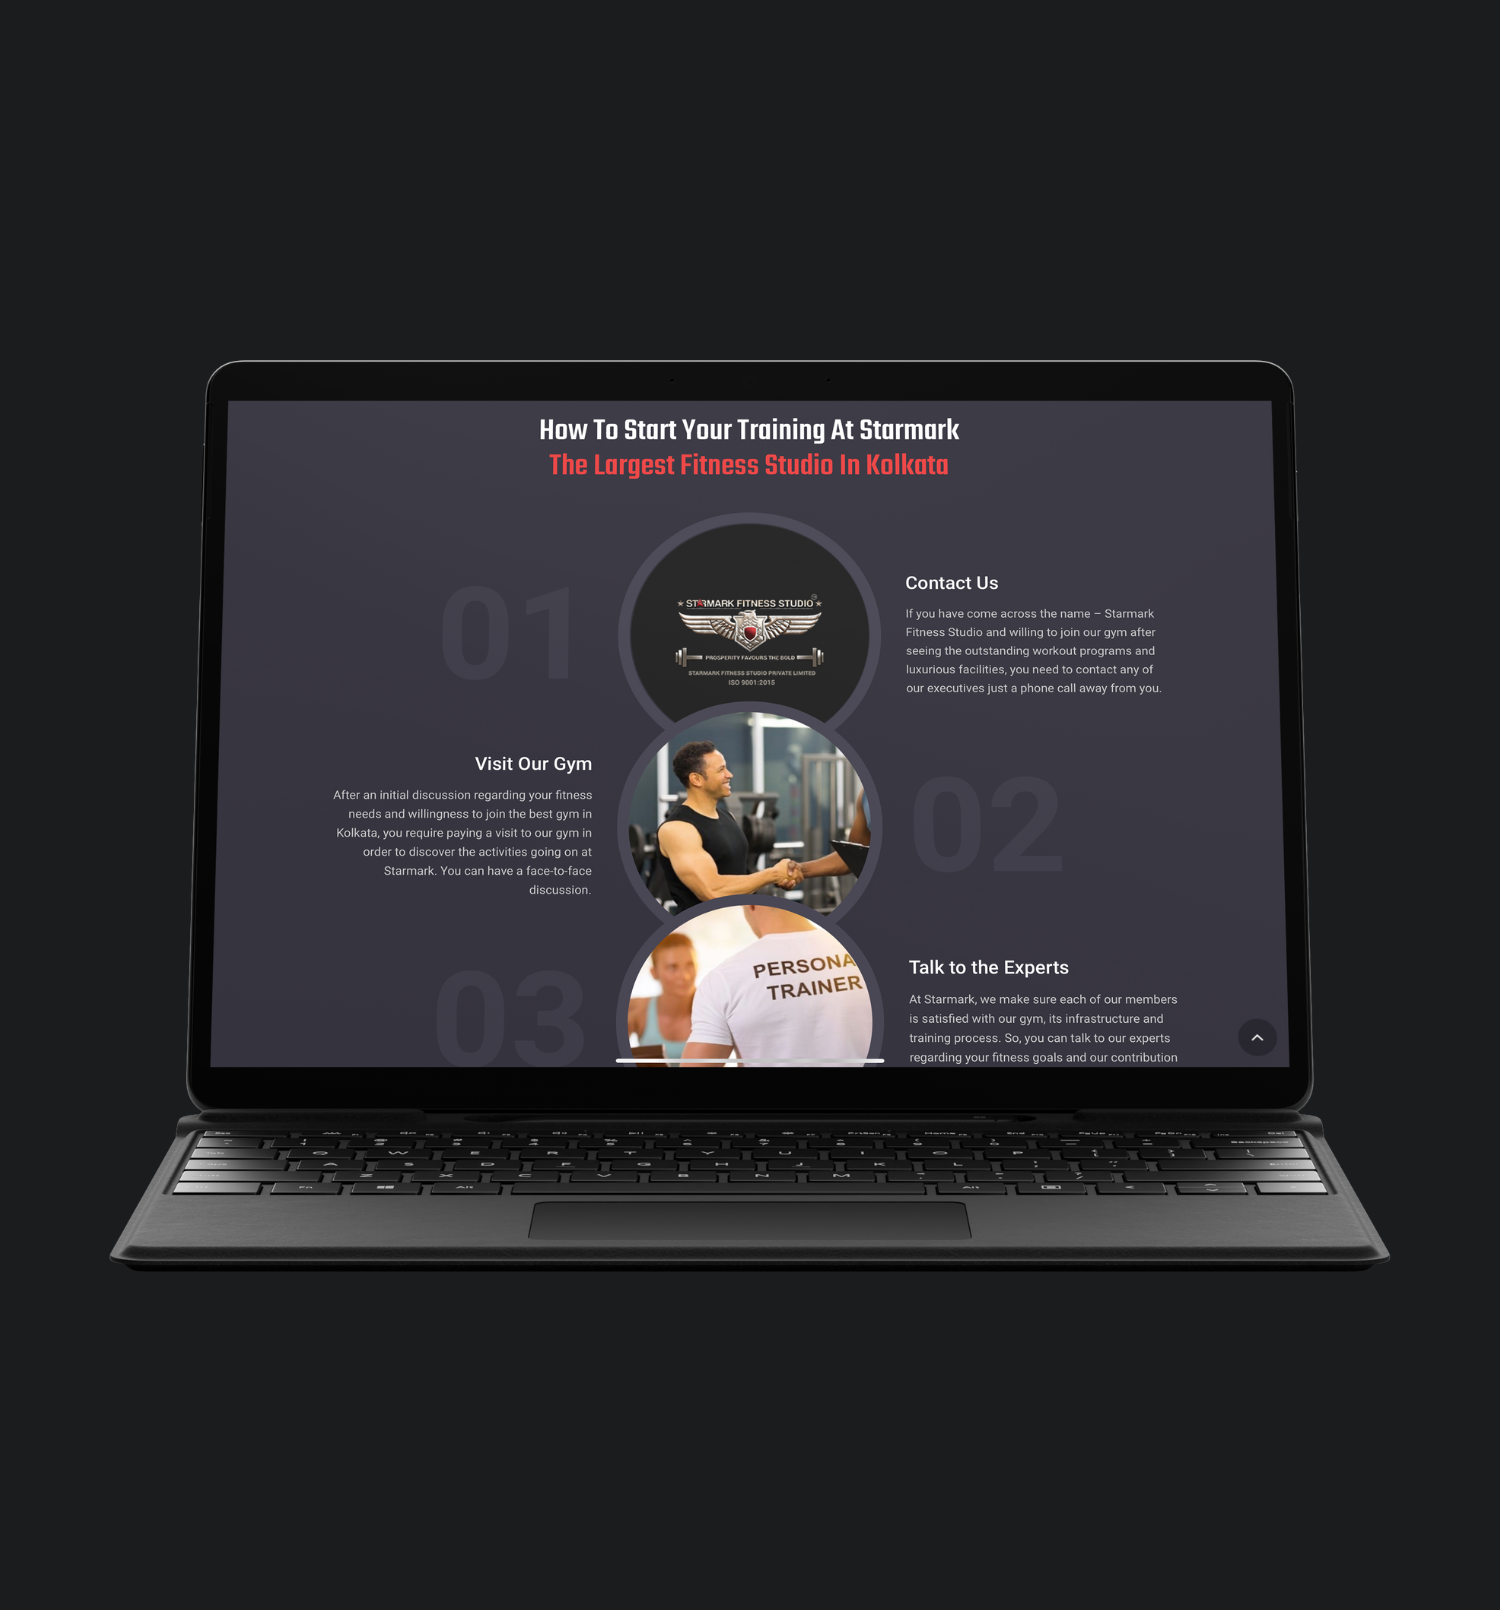 How To Start Your Training At Starmark
The Largest Fitness Studio In Kolkata
01
STARMARK FITNESS STUDIO
PROSPERITY FAVOURS THE BOLD
STARMARK FITNESS STUDIO PRIVATE LIMITED
ISO 9001:2015
Contact Us
If you have come across the name – Starmark
Fitness Studio and willing to join our gym after
seeing the outstanding workout programs and
luxurious facilities, you need to contact any of
our executives just a phone call away from you.
Visit Our Gym
After an initial discussion regarding your fitness
needs and willingness to join the best gym in
Kolkata, you require paying a visit to our gym in
order to discover the activities going on at
Starmark. You can have a face-to-face
discussion.
02
03
PERSONA
TRAINER
Talk to the Experts
At Starmark, we make sure each of our members
is satisfied with our gym, its infrastructure and
training process. So, you can talk to our experts
regarding your fitness goals and our contribution
Q W E R T Y U I O P
A S D F G H J K L
Z X C V B N M
Fn Alt Alt